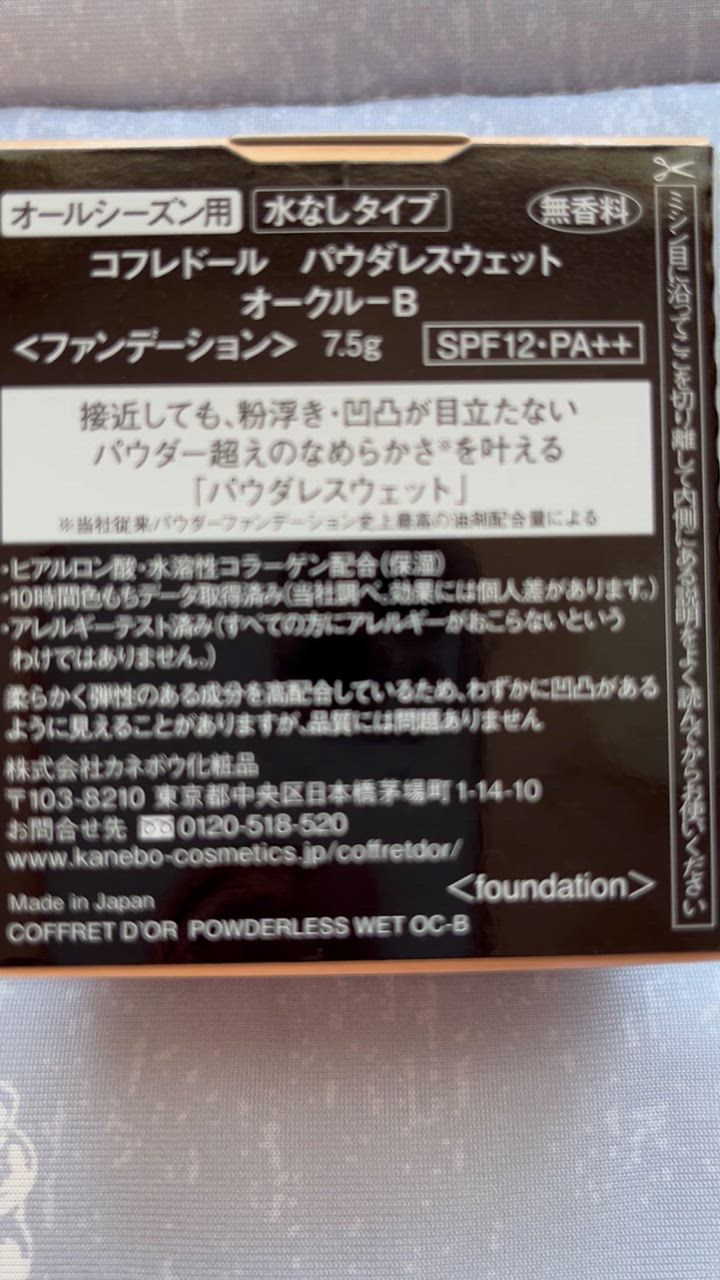 オールシーズン用 水なしタイプ 無香料
コフレドール パウダレスウェット
オークル−B
<ファンデーション> 7.5g SPF12・PA++
接近しても、粉浮き・凹凸が目立たない
パウダー超えのなめらかさ※を叶える
「パウダレスウェット」
※当社従来パウダーファンデーション史上最高の油剤配合量による
・ヒアルロン酸・水溶性コラーゲン配合(保湿)
・10時間色もちデータ取得済み(当社調べ。効果には個人差があります。)
・アレルギーテスト済み(すべての方にアレルギーがおこらないという
わけではありません。)
柔らかく弾性のある成分を高配合しているため、わずかに凹凸がある
ように見えることがありますが、品質には問題ありません
株式会社カネボウ化粧品
〒103-8210 東京都中央区日本橋茅場町1-14-10
お問合せ先 0120-518-520
www.kanebo-cosmetics.jp/coffretdor/
<foundation>
Made in Japan
COFFRET D'OR POWDERLESS WET OC-B
ミシン目に沿ってここを切り離して内側にある説明をよく読んでからお使いください